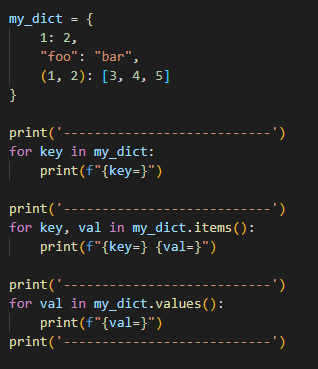 my_dict = {
    1: 2,
    "foo": "bar",
    (1, 2): [3, 4, 5]
}

print('---------------------------')
for key in my_dict:
    print(f"{key=}")

print('---------------------------')
for key, val in my_dict.items():
    print(f"{key=} {val=}")

print('---------------------------')
for val in my_dict.values():
    print(f"{val=}")
print('---------------------------')